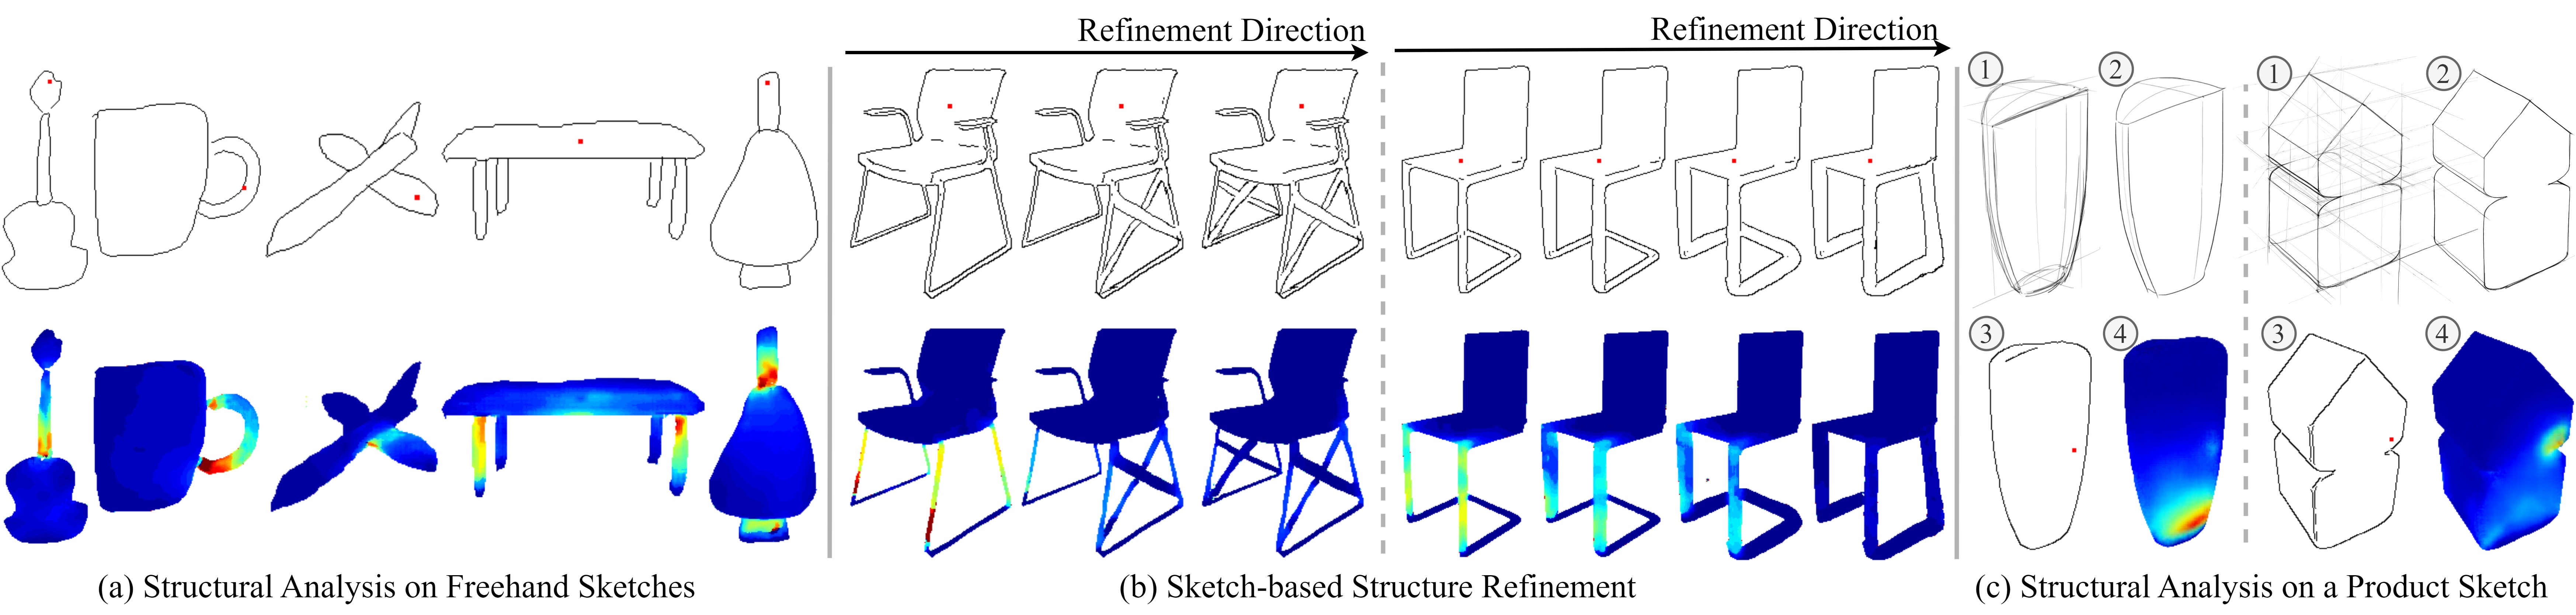 Refinement Direction
Refinement Direction
1 2 1 2
3 4 3 4
(a) Structural Analysis on Freehand Sketches
(b) Sketch-based Structure Refinement
(c) Structural Analysis on a Product Sketch